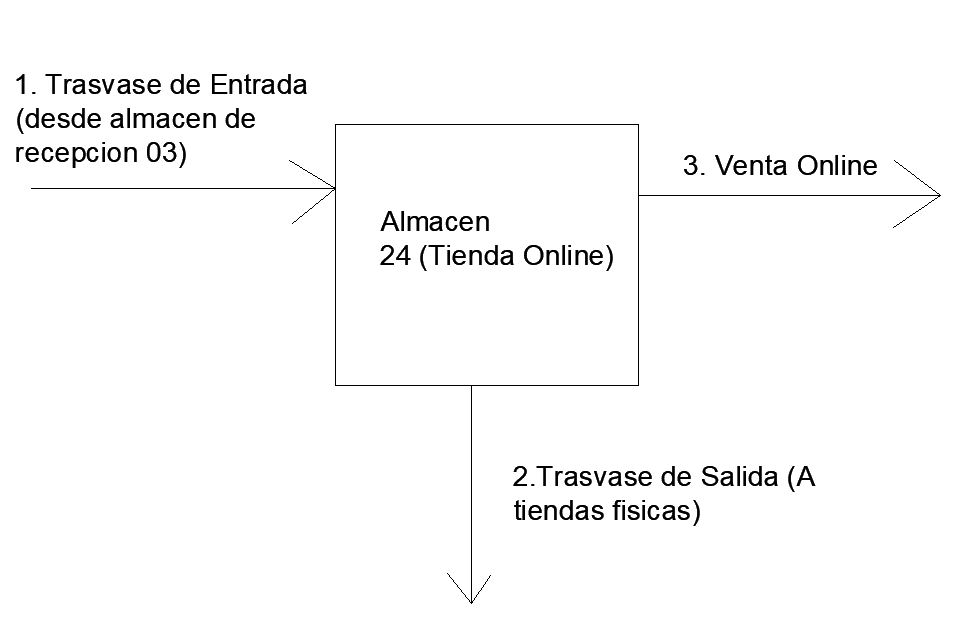 1. Trasvase de Entrada
(desde almacen de
recepcion 03)
3. Venta Online
Almacen
24 (Tienda Online)
2.Trasvase de Salida (A
tiendas fisicas)